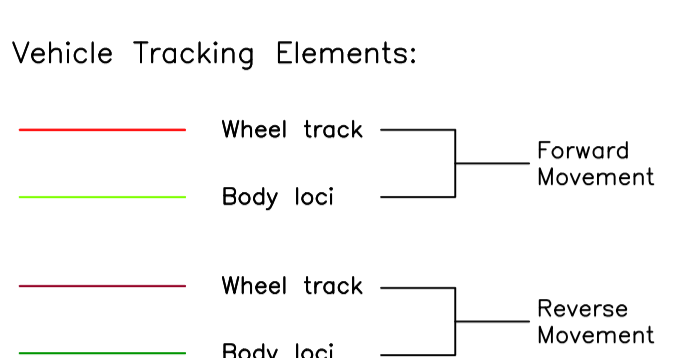 Vehicle Tracking Elements:
Wheel track
Forward
Movement
Body loci
Wheel track
Reverse
Movement
Body loci